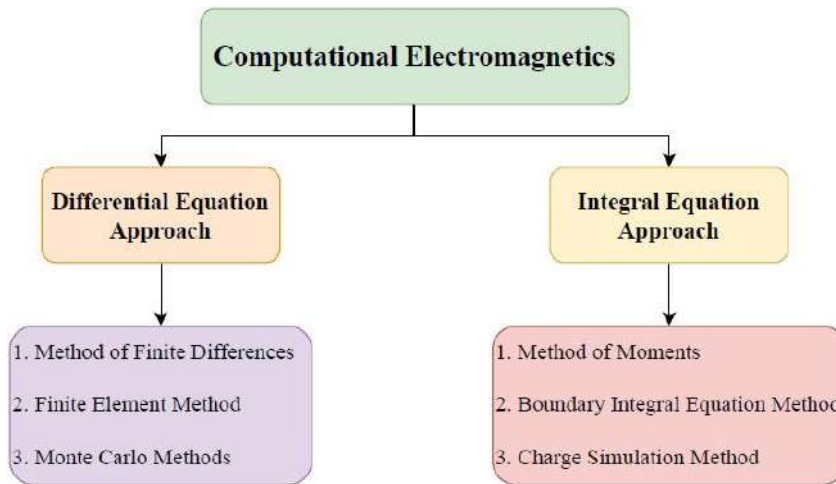 Computational Electromagnetics
Differential Equation
Approach
Integral Equation
Approach
1. Method of Finite Differences
2. Finite Element Method
3. Monte Carlo Methods
1. Method of Moments
2. Boundary Integral Equation Method
3. Charge Simulation Method